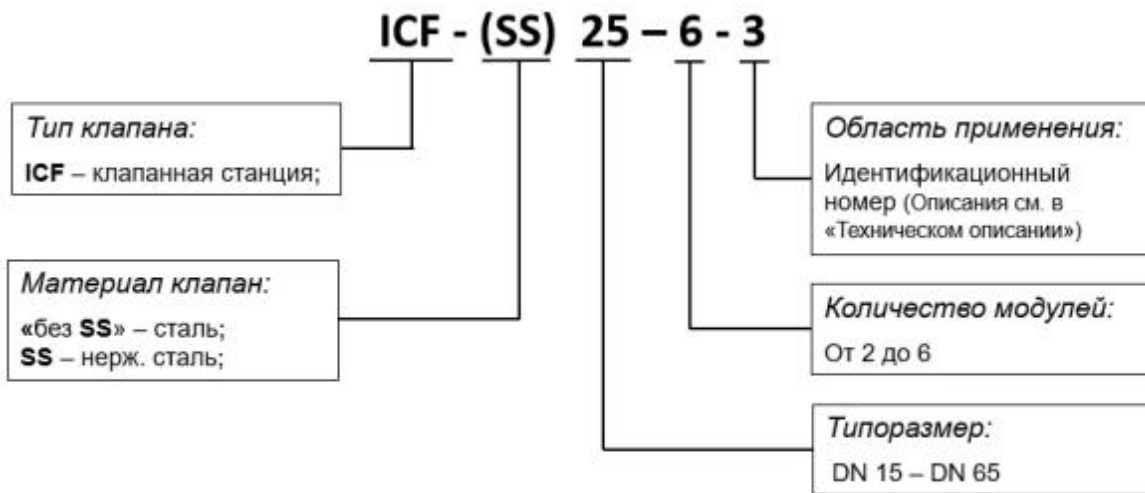 ICF - (SS) 25 – 6 - 3
Тип клапана:
ICF – клапанная станция;
Материал клапан:
«без SS» – сталь;
SS – нерж. сталь;
Область применения:
Идентификационный
номер (Описания см. в
«Техническом описании»)
Количество модулей:
От 2 до 6
Типоразмер:
DN 15 – DN 65